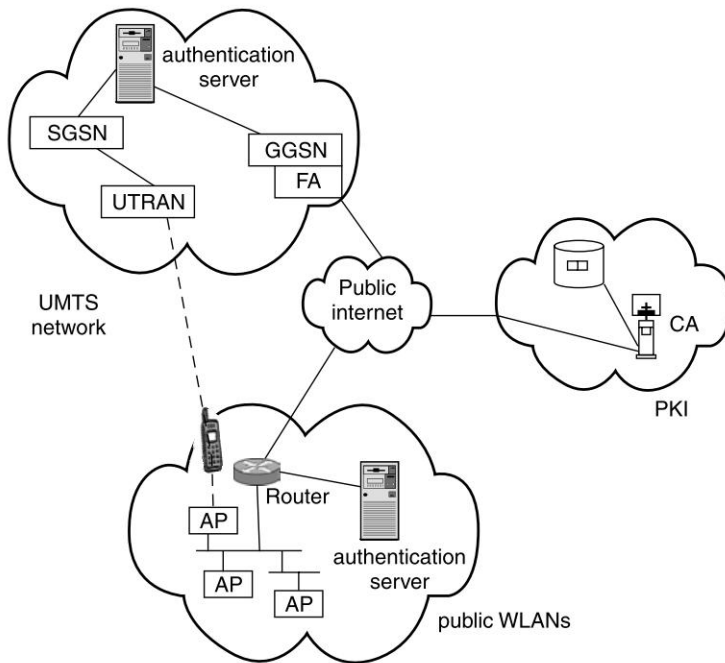 authentication
server
SGSN
GGSN
FA
UTRAN
UMTS
network
Public
internet
CA
PKI
Router
AP
authentication
server
AP
AP
public WLANs